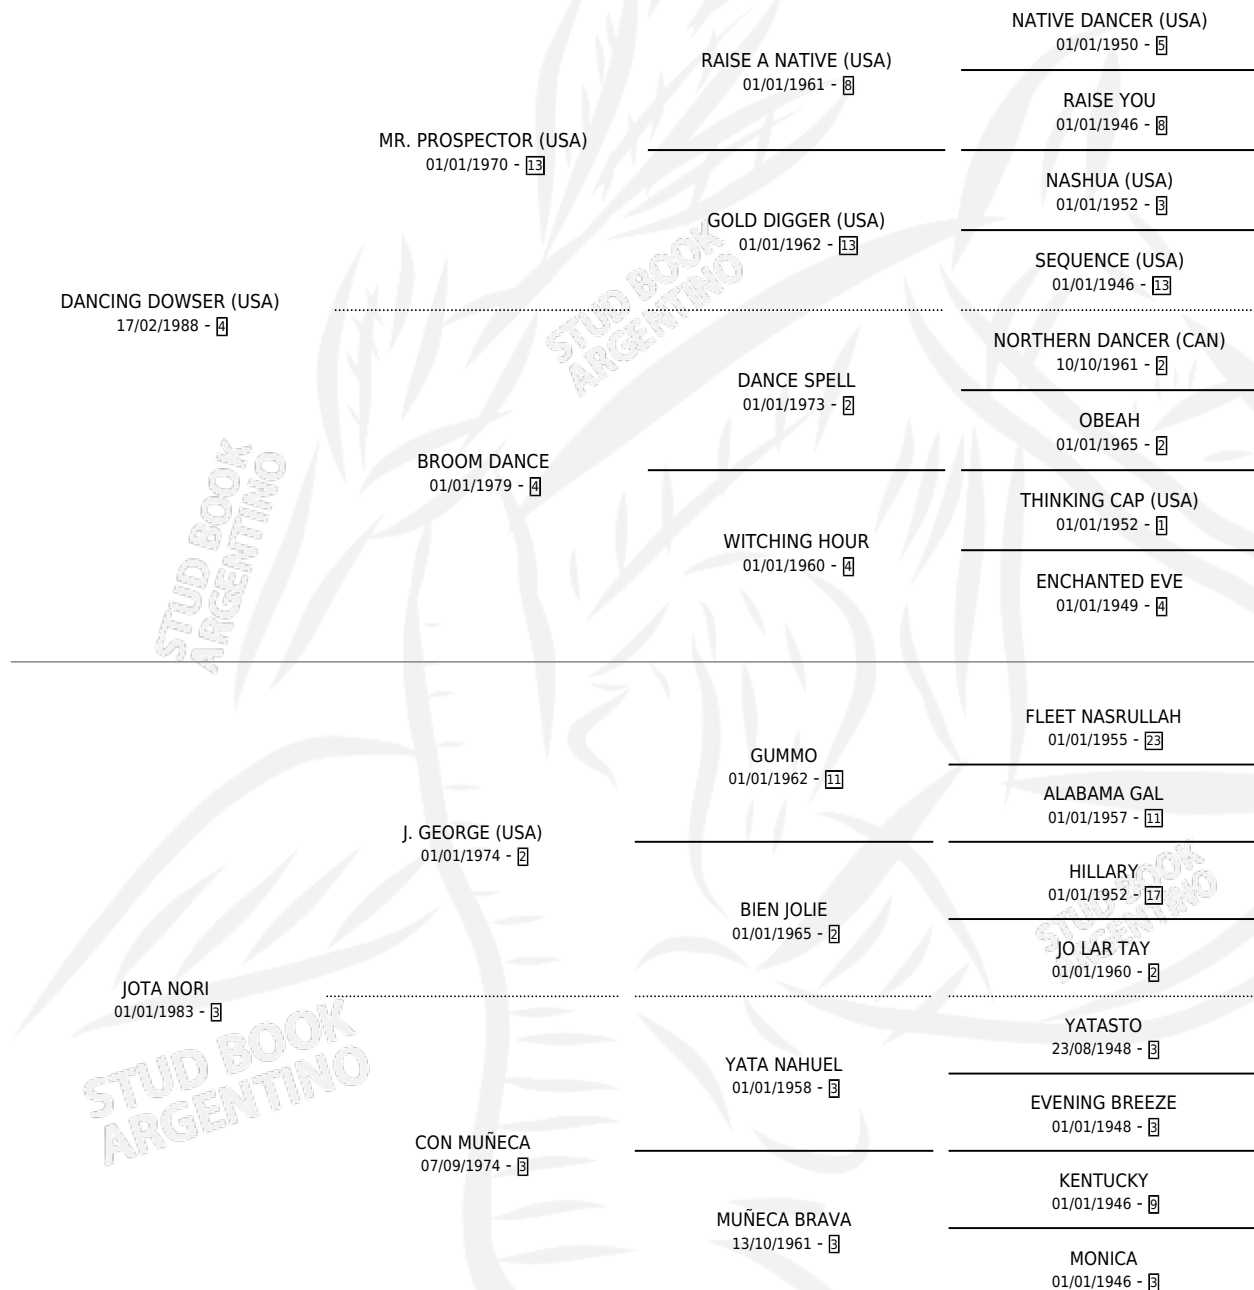 NATIVE DANCER (USA)
01/01/1950 - 5
RAISE A NATIVE (USA)
01/01/1961 - 8
RAISE YOU
01/01/1946 - 8
MR. PROSPECTOR (USA)
01/01/1970 - 13
NASHUA (USA)
01/01/1952 - 3
GOLD DIGGER (USA)
01/01/1962 - 13
SEQUENCE (USA)
01/01/1946 - 13
DANCING DOWSER (USA)
17/02/1988 - 4
STUD BOOK
ARGENTINO
NORTHERN DANCER (CAN)
10/10/1961 - 2
DANCE SPELL
01/01/1973 - 2
OBEAH
01/01/1965 - 2
BROOM DANCE
01/01/1979 - 4
THINKING CAP (USA)
01/01/1952 - 1
WITCHING HOUR
01/01/1960 - 4
ENCHANTED EVE
01/01/1949 - 4
STUD BOOK
ARGENTINO
FLEET NASRULLAH
01/01/1955 - 23
GUMMO
01/01/1962 - 11
ALABAMA GAL
01/01/1957 - 11
J. GEORGE (USA)
01/01/1974 - 2
HILLARY
01/01/1952 - 17
BIEN JOLIE
01/01/1965 - 2
JO LAR TAY
01/01/1960 - 2
STUD BOOK
ARGENTINO
JOTA NORI
01/01/1983 - 3
YATASTO
23/08/1948 - 3
YATA NAHUEL
01/01/1958 - 3
EVENING BREEZE
01/01/1948 - 3
STUD BOOK
ARGENTINO
CON MUÑECA
07/09/1974 - 3
KENTUCKY
01/01/1946 - 9
MUÑECA BRAVA
13/10/1961 - 3
MONICA
01/01/1946 - 3